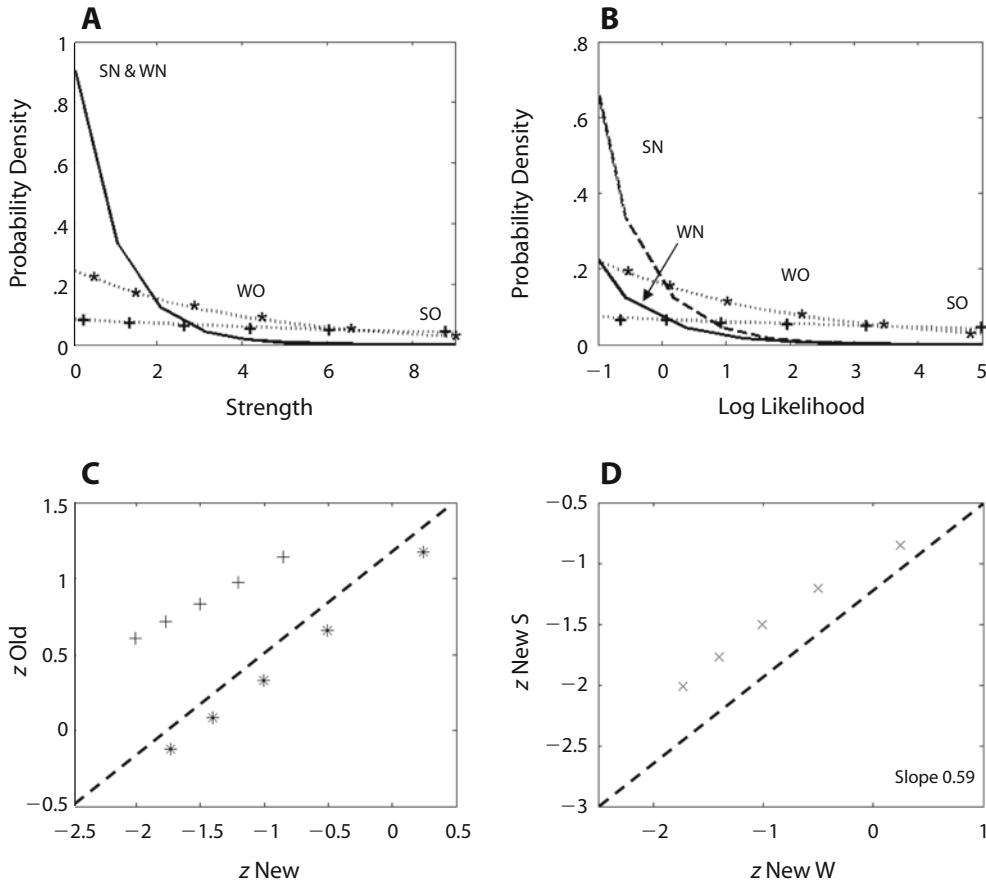 A
Probability Density
1
.8
.6
.4
.2
0
SN & WN
WO
SO
0 2 4 6 8
Strength
B
Probability Density
.8
.6
.4
.2
0
SN
WN
WO
SO
−1 0 1 2 3 4 5
Log Likelihood
C
z Old
1.5
1
0.5
0
−0.5
−2.5 −2 −1.5 −1 −0.5 0 0.5
z New
D
z New S
−0.5
−1
−1.5
−2
−2.5
−3
Slope 0.59
−2 −1 0 1
z New W